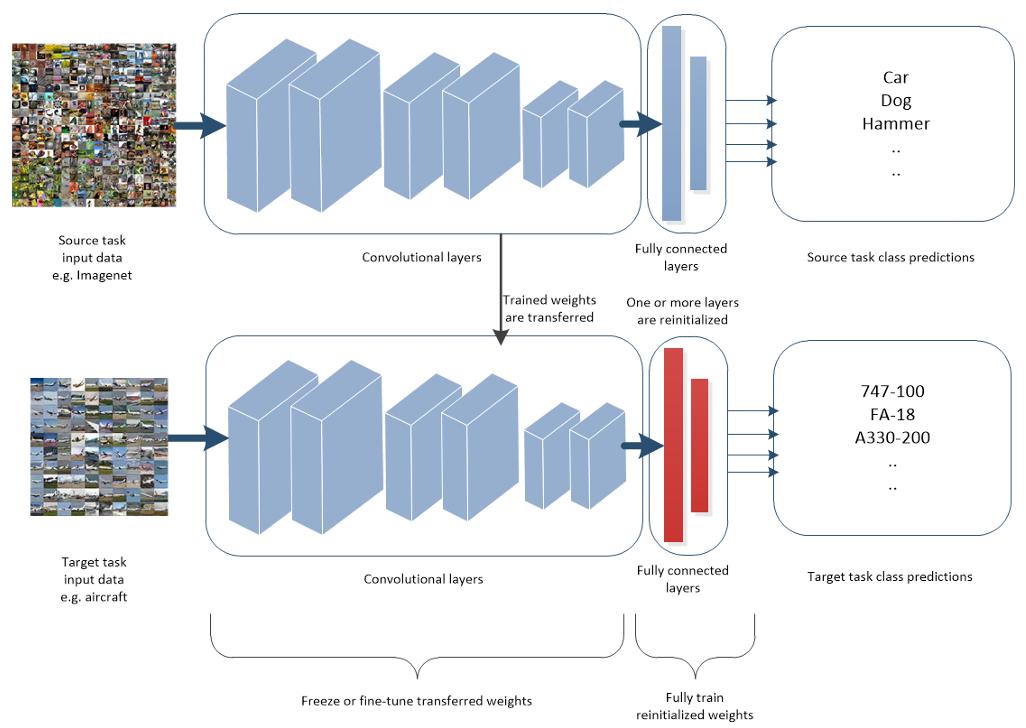 Car
Dog
Hammer
..
..
Source task
input data
e.g. Imagenet
Convolutional layers
Fully connected
layers
Source task class predictions
Trained weights
are transferred
One or more layers
are reinitialized
747-100
FA-18
A330-200
..
..
Target task
input data
e.g. aircraft
Convolutional layers
Fully connected
layers
Target task class predictions
Freeze or fine-tune transferred weights
Fully train
reinitialized weights